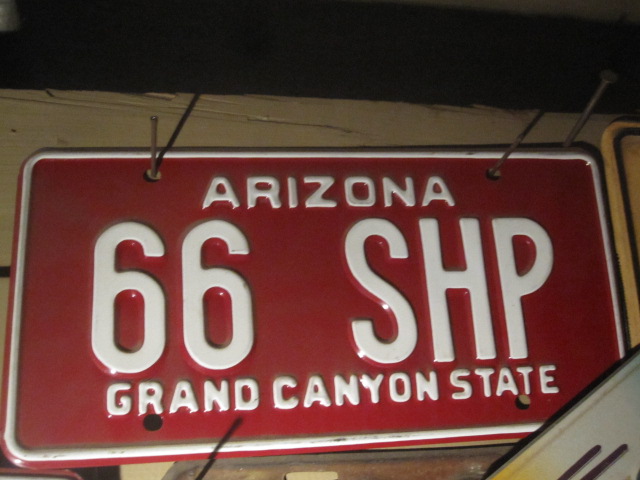 ARIZONA
66 SHP
GRAND CANYON STATE